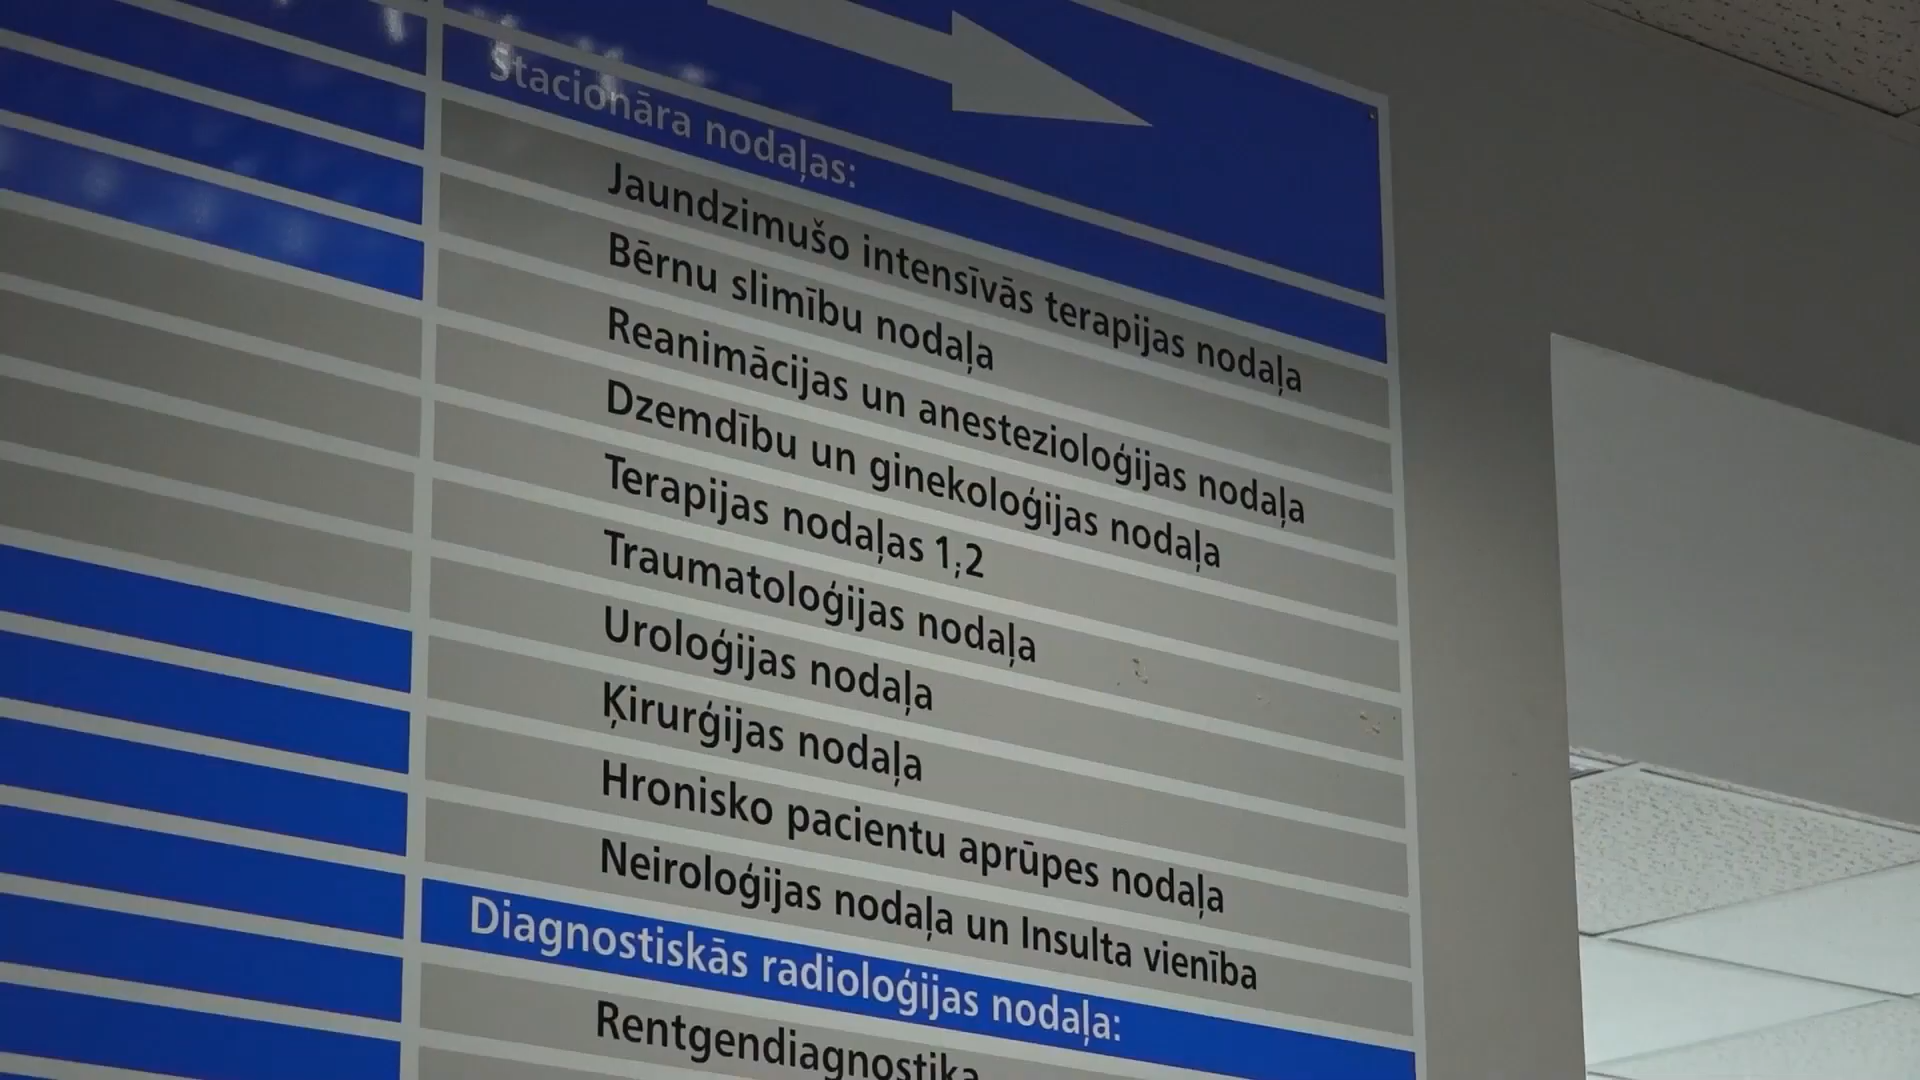 Stacionāra nodaļas:
Jaundzimušo intensīvās terapijas nodaļa
Bērnu slimību nodaļa
Reanimācijas un anestezioloģijas nodaļa
Dzemdību un ginekoloģijas nodaļa
Terapijas nodaļas 1;2
Traumatoloģijas nodaļa
Uroloģijas nodaļa
Ķirurģijas nodaļa
Hronisko pacientu aprūpes nodaļa
Neiroloģijas nodaļa un Insulta vienība
Diagnostiskās radioloģijas nodaļa:
Rentgendiagnostika